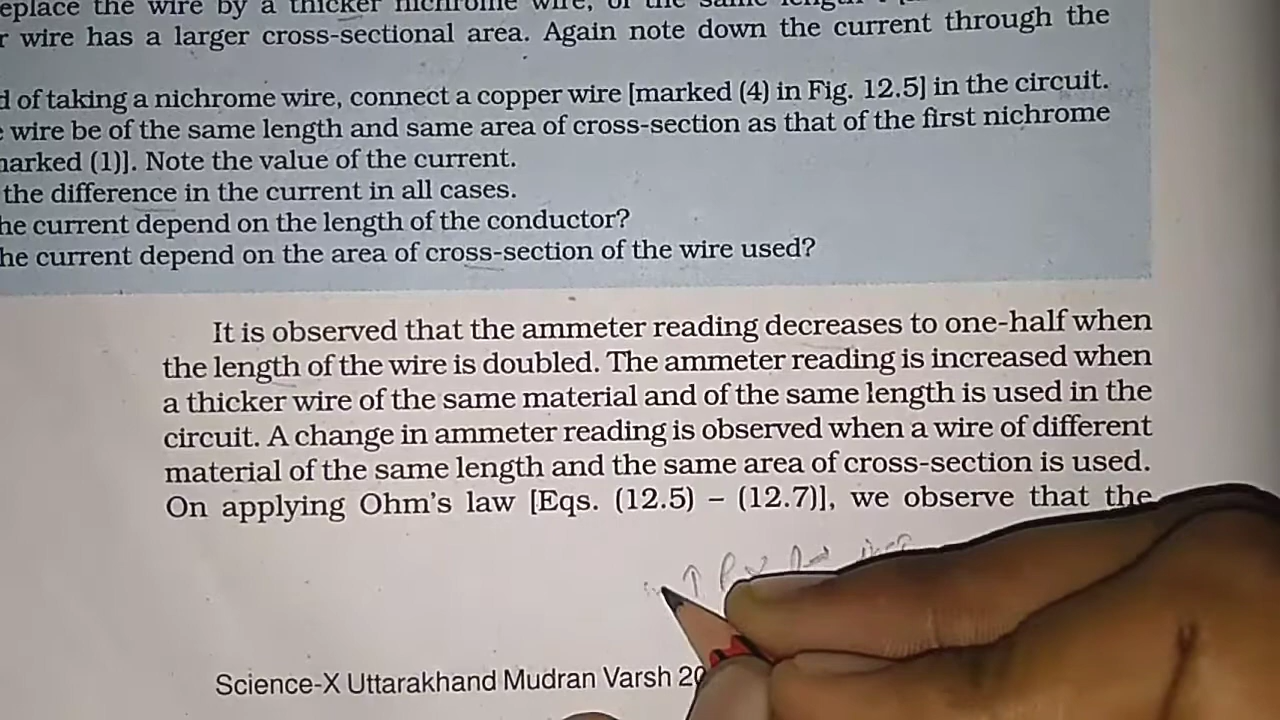 eplace the wire by a thicker nichrome wire, of the same length
r wire has a larger cross-sectional area. Again note down the current through the
d of taking a nichrome wire, connect a copper wire [marked (4) in Fig. 12.5] in the circuit.
e wire be of the same length and same area of cross-section as that of the first nichrome
narked (1)]. Note the value of the current.
the difference in the current in all cases.
he current depend on the length of the conductor?
he current depend on the area of cross-section of the wire used?
It is observed that the ammeter reading decreases to one-half when
the length of the wire is doubled. The ammeter reading is increased when
a thicker wire of the same material and of the same length is used in the
circuit. A change in ammeter reading is observed when a wire of different
material of the same length and the same area of cross-section is used.
On applying Ohm's law [Eqs. (12.5) – (12.7)], we observe that the
Science-X Uttarakhand Mudran Varsh 20